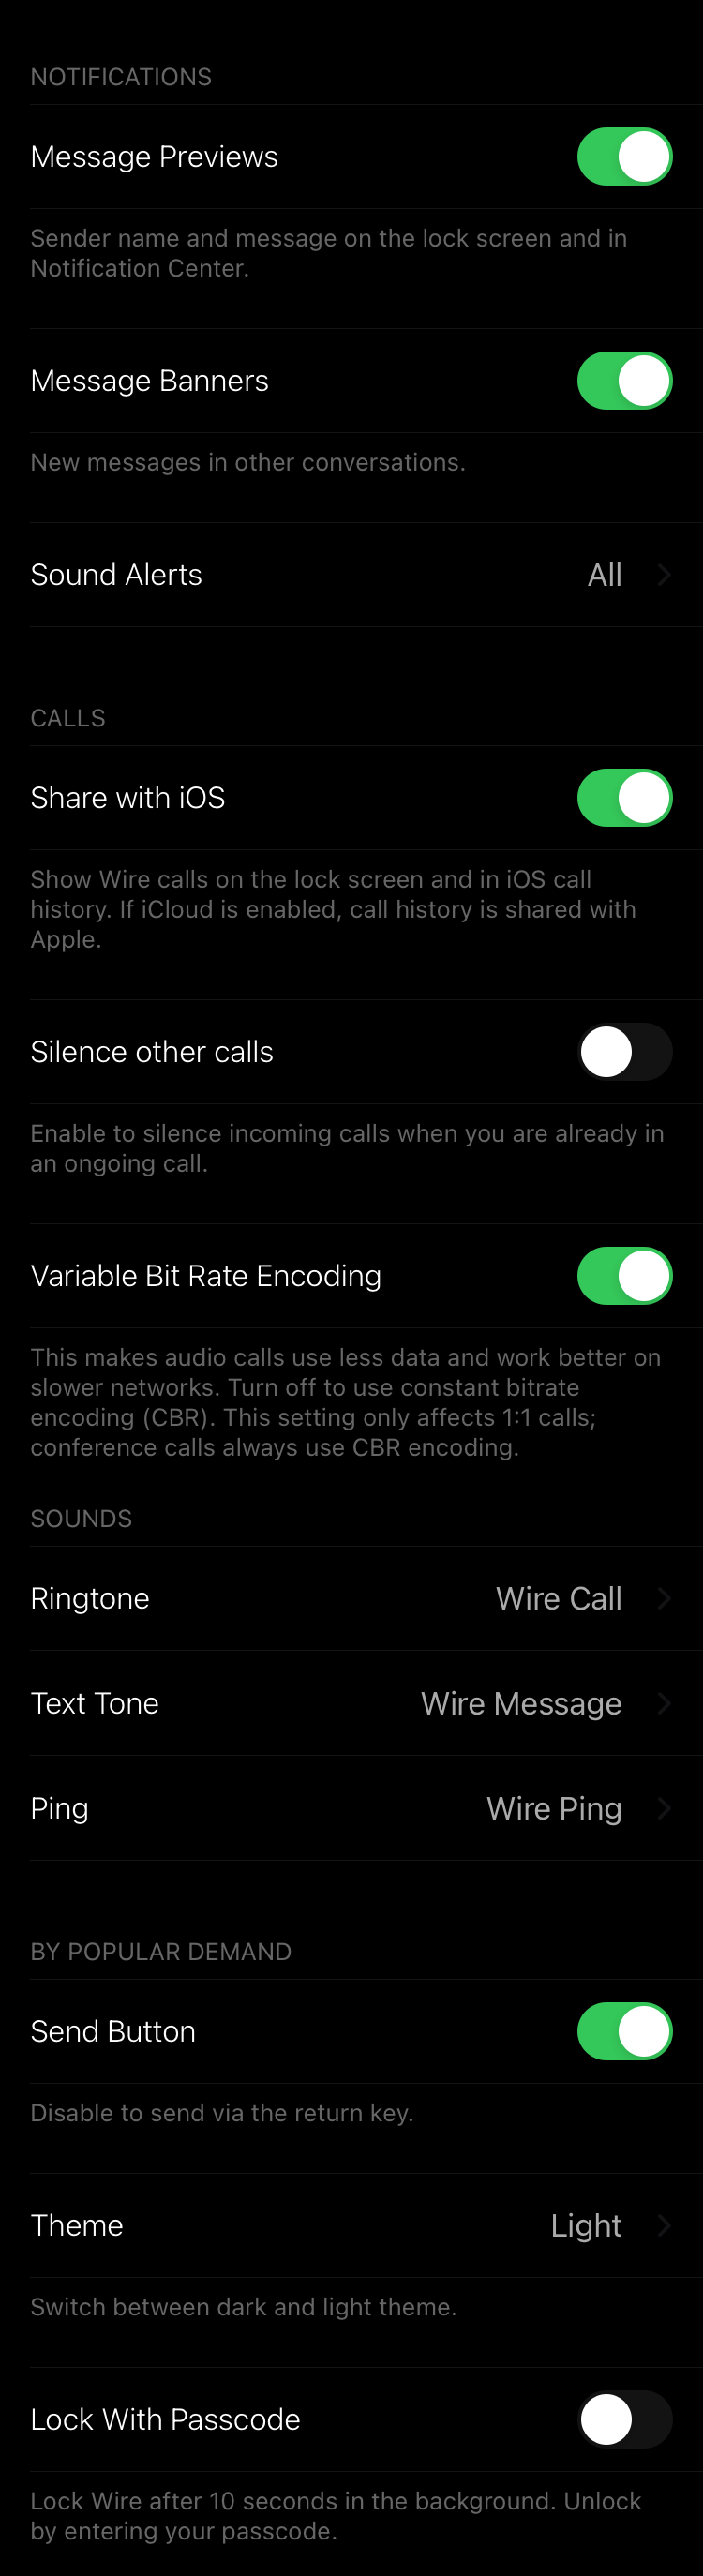 NOTIFICATIONS
Message Previews
Sender name and message on the lock screen and in
Notification Center.
Message Banners
New messages in other conversations.
Sound Alerts All
CALLS
Share with iOS
Show Wire calls on the lock screen and in iOS call
history. If iCloud is enabled, call history is shared with
Apple.
Silence other calls
Enable to silence incoming calls when you are already in
an ongoing call.
Variable Bit Rate Encoding
This makes audio calls use less data and work better on
slower networks. Turn off to use constant bitrate
encoding (CBR). This setting only affects 1:1 calls;
conference calls always use CBR encoding.
SOUNDS
Ringtone Wire Call
Text Tone Wire Message
Ping Wire Ping
BY POPULAR DEMAND
Send Button
Disable to send via the return key.
Theme Light
Switch between dark and light theme.
Lock With Passcode
Lock Wire after 10 seconds in the background. Unlock
by entering your passcode.